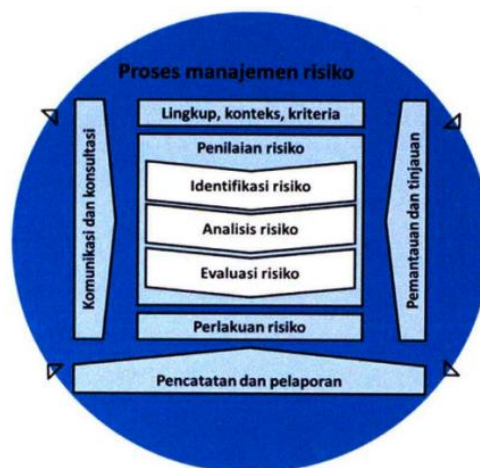 Proses manajemen risiko
Lingkup, konteks, kriteria
Komunikasi dan konsultasi
Penilaian risiko
Identifikasi risiko
Analisis risiko
Evaluasi risiko
Pemantauan dan tinjauan
Perlakuan risiko
Pencatatan dan pelaporan